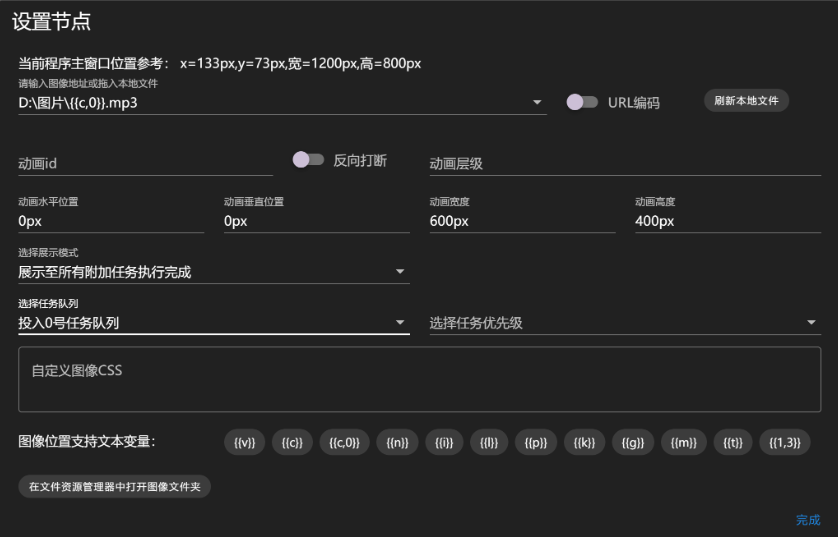 设置节点
当前程序主窗口位置参考： x=133px,y=73px,宽=1200px,高=800px
请输入图像地址或拖入本地文件
D:\图片\{{c,0}}.mp3
URL编码
刷新本地文件
动画id
反向打断
动画层级
动画水平位置
动画垂直位置
动画宽度
动画高度
0px
0px
600px
400px
选择展示模式
展示至所有附加任务执行完成
选择任务队列
投入0号任务队列
选择任务优先级
自定义图像CSS
图像位置支持文本变量：
{{v}} {{c}} {{c,0}} {{n}} {{i}} {{l}} {{p}} {{k}} {{g}} {{m}} {{t}} {{1,3}}
在文件资源管理器中打开图像文件夹
完成